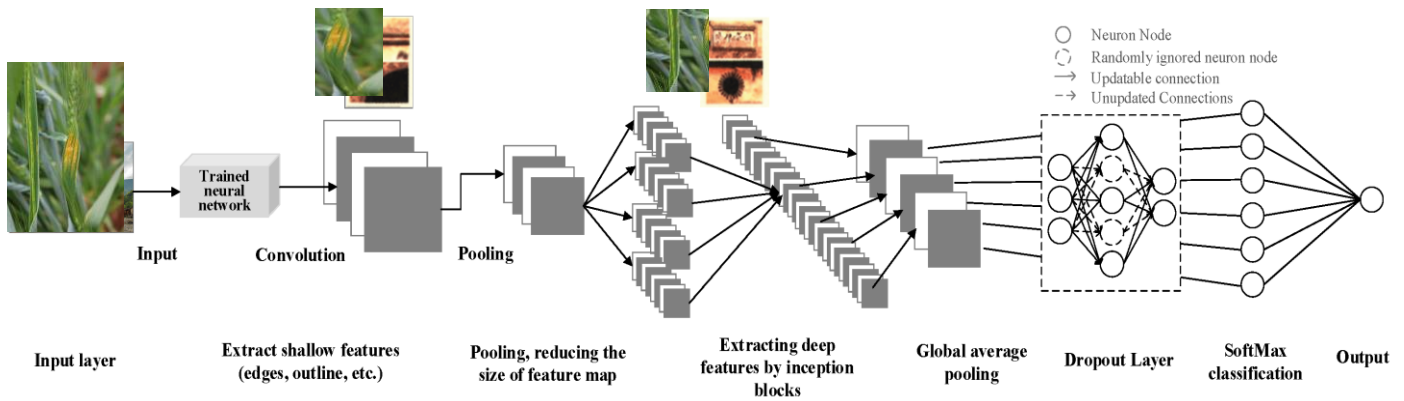 Neuron Node
Randomly ignored neuron node
Updatable connection
Unupdated Connections
Trained
neural
network
Input
Convolution
Pooling
Input layer
Extract shallow features
(edges, outline, etc.)
Pooling, reducing the
size of feature map
Extracting deep
features by inception
blocks
Global average
pooling
Dropout Layer
SoftMax
classification
Output